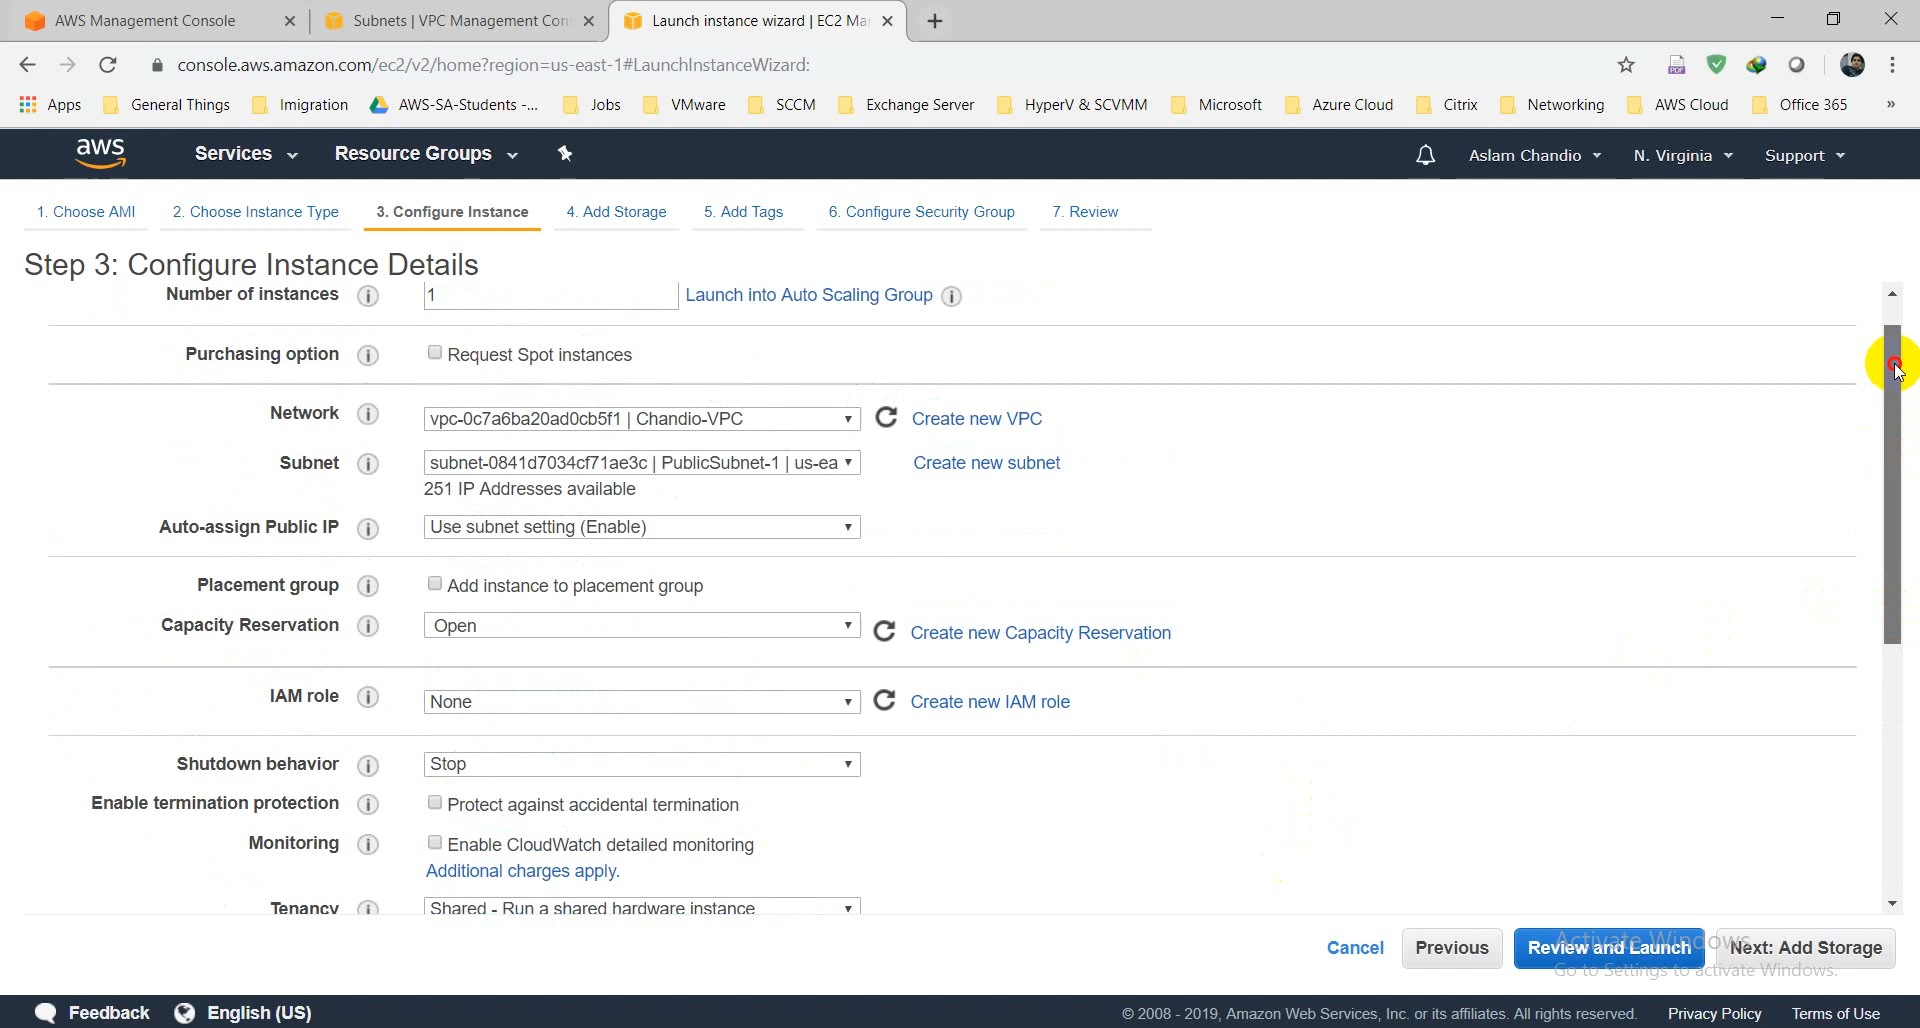 AWS Management Console
Subnets | VPC Management Con
Launch instance wizard | EC2 Ma
console.aws.amazon.com/ec2/v2/home?region=us-east-1#LaunchInstanceWizard:
Apps General Things Imigration AWS-SA-Students -... Jobs VMware SCCM Exchange Server HyperV & SCVMM Microsoft Azure Cloud Citrix Networking AWS Cloud Office 365 »
aws Services Resource Groups Aslam Chandio N. Virginia Support
1. Choose AMI 2. Choose Instance Type 3. Configure Instance 4. Add Storage 5. Add Tags 6. Configure Security Group 7. Review
Step 3: Configure Instance Details
Number of instances 1 Launch into Auto Scaling Group
Purchasing option Request Spot instances
Network vpc-0c7a6ba20ad0cb5f1 | Chandio-VPC Create new VPC
Subnet subnet-0841d7034cf71ae3c | PublicSubnet-1 | us-ea Create new subnet
251 IP Addresses available
Auto-assign Public IP Use subnet setting (Enable)
Placement group Add instance to placement group
Capacity Reservation Open Create new Capacity Reservation
IAM role None Create new IAM role
Shutdown behavior Stop
Enable termination protection Protect against accidental termination
Monitoring Enable CloudWatch detailed monitoring
Additional charges apply.
Tenancy Shared - Run a shared hardware instance
Cancel Previous Review and Launch Next: Add Storage
Activate Windows
Go to Settings to activate Windows.
Feedback English (US) © 2008 - 2019, Amazon Web Services, Inc. or its affiliates. All rights reserved. Privacy Policy Terms of Use